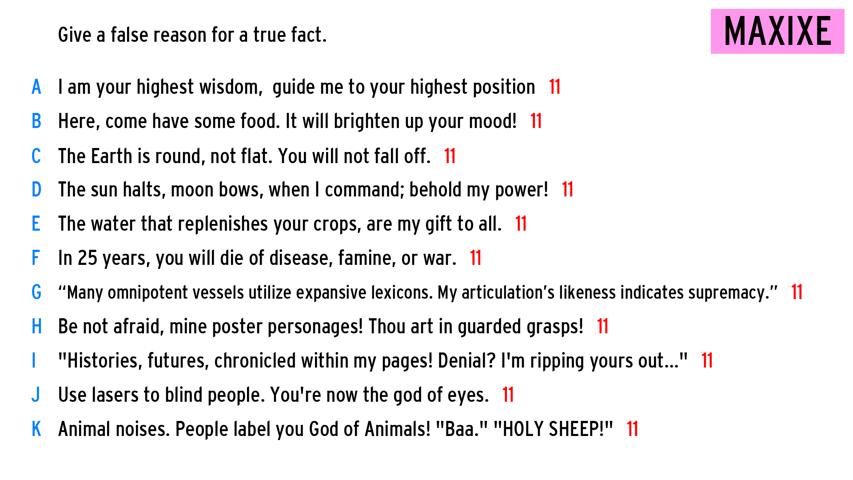 Give a false reason for a true fact.
MAXIXE
A I am your highest wisdom, guide me to your highest position 11
B Here, come have some food. It will brighten up your mood! 11
C The Earth is round, not flat. You will not fall off. 11
D The sun halts, moon bows, when I command; behold my power! 11
E The water that replenishes your crops, are my gift to all. 11
F In 25 years, you will die of disease, famine, or war. 11
G “Many omnipotent vessels utilize expansive lexicons. My articulation’s likeness indicates supremacy.” 11
H Be not afraid, mine poster personages! Thou art in guarded grasps! 11
I "Histories, futures, chronicled within my pages! Denial? I'm ripping yours out..." 11
J Use lasers to blind people. You're now the god of eyes. 11
K Animal noises. People label you God of Animals! "Baa." "HOLY SHEEP!" 11